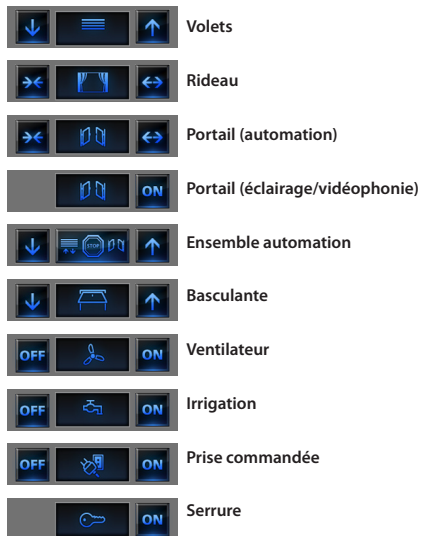 Volets
Rideau
Portail (automation)
ON Portail (éclairage/vidéophonie)
STOP Ensemble automation
Basculante
OFF ON Ventilateur
OFF ON Irrigation
OFF ON Prise commandée
ON Serrure